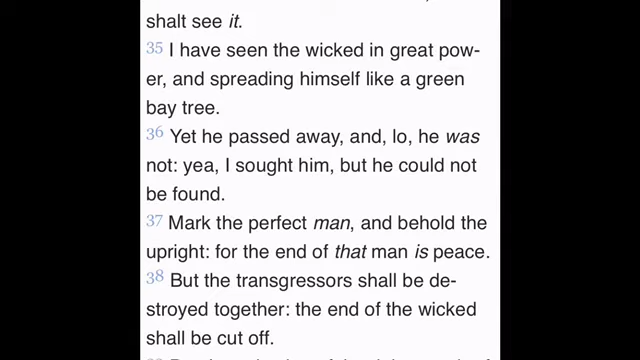 shalt see it.
35 I have seen the wicked in great pow-
er, and spreading himself like a green
bay tree.
36 Yet he passed away, and, lo, he was
not: yea, I sought him, but he could not
be found.
37 Mark the perfect man, and behold the
upright: for the end of that man is peace.
38 But the transgressors shall be de-
stroyed together: the end of the wicked
shall be cut off.